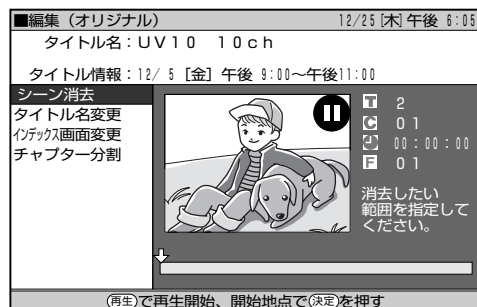 ■編集（オリジナル） 12/25[木]午後 6:05
タイトル名：UV10 10ch
タイトル情報：12/ 5 [金] 午後 9:00～午後11:00
シーン消去
タイトル名変更
インデックス画面変更
チャプター分割
T 2
C 01
00：00：00
F 01
消去したい
範囲を指定して
ください。
再生で再生開始、開始地点で決定を押す